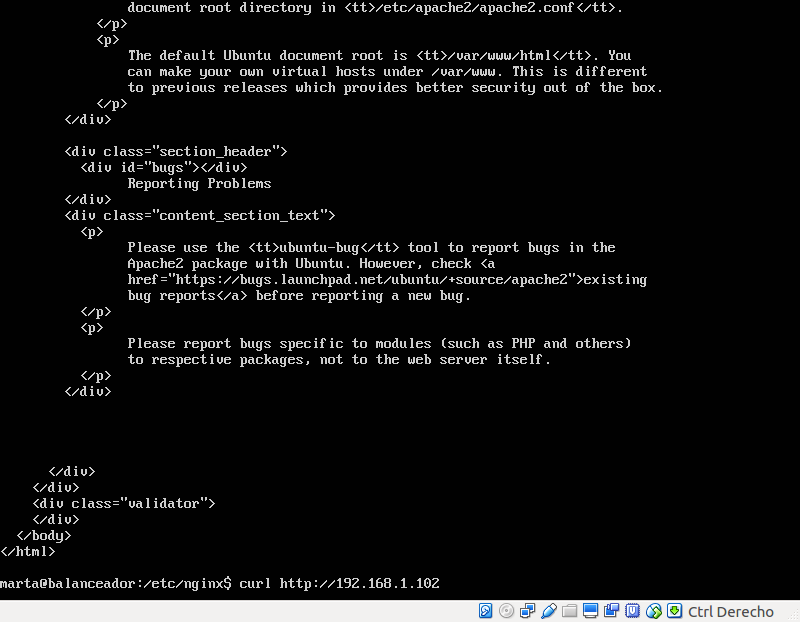 document root directory in <tt>/etc/apache2/apache2.conf</tt>.
</p>
<p>
The default Ubuntu document root is <tt>/var/www/html</tt>. You
can make your own virtual hosts under /var/www. This is different
to previous releases which provides better security out of the box.
</p>
</div>
<div class="section_header">
<div id="bugs"></div>
Reporting Problems
</div>
<div class="content_section_text">
<p>
Please use the <tt>ubuntu-bug</tt> tool to report bugs in the
Apache2 package with Ubuntu. However, check <a
href="https://bugs.launchpad.net/ubuntu/+source/apache2">existing
bug reports</a> before reporting a new bug.
</p>
<p>
Please report bugs specific to modules (such as PHP and others)
to respective packages, not to the web server itself.
</p>
</div>
</div>
</div>
<div class="validator">
</div>
</body>
</html>
marta@balanceador:/etc/nginx$ curl http://192.168.1.102
Ctrl Derecho